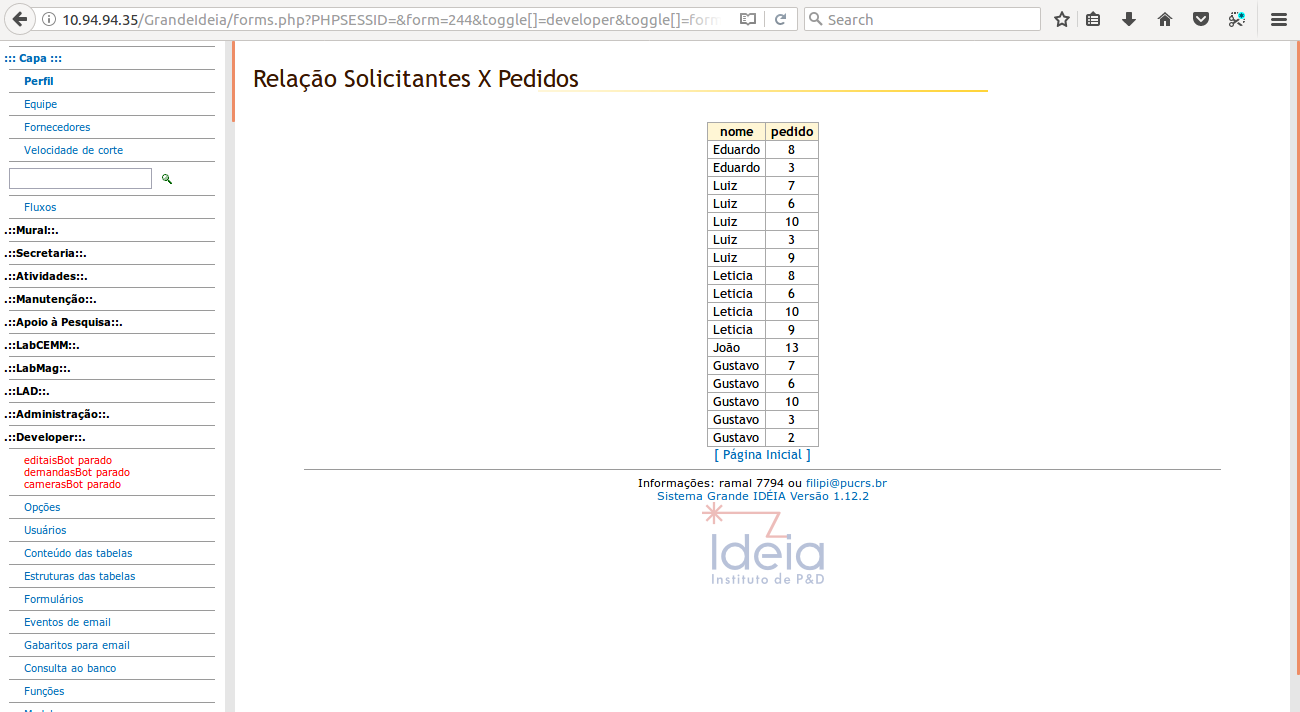 10.94.94.35/GrandeIdeia/forms.php?PHPSESSID=&form=244&toggle[]=developer&toggle[]=form
Search
::: Capa :::
Perfil
Equipe
Fornecedores
Velocidade de corte
Fluxos
.::Mural::.
.::Secretaria::.
.::Atividades::.
.::Manutenção::.
.::Apoio à Pesquisa::.
.::LabCEMM::.
.::LabMag::.
.::LAD::.
.::Administração::.
.::Developer::.
editaisBot parado
demandasBot parado
camerasBot parado
Opções
Usuários
Conteúdo das tabelas
Estruturas das tabelas
Formulários
Eventos de email
Gabaritos para email
Consulta ao banco
Funções
Relação Solicitantes X Pedidos
nome pedido
Eduardo 8
Eduardo 3
Luiz 7
Luiz 6
Luiz 10
Luiz 3
Luiz 9
Leticia 8
Leticia 6
Leticia 10
Leticia 9
João 13
Gustavo 7
Gustavo 6
Gustavo 10
Gustavo 3
Gustavo 2
[ Página Inicial ]
Informações: ramal 7794 ou filipi@pucrs.br
Sistema Grande IDÉIA Versão 1.12.2
Ideia
Instituto de P&D